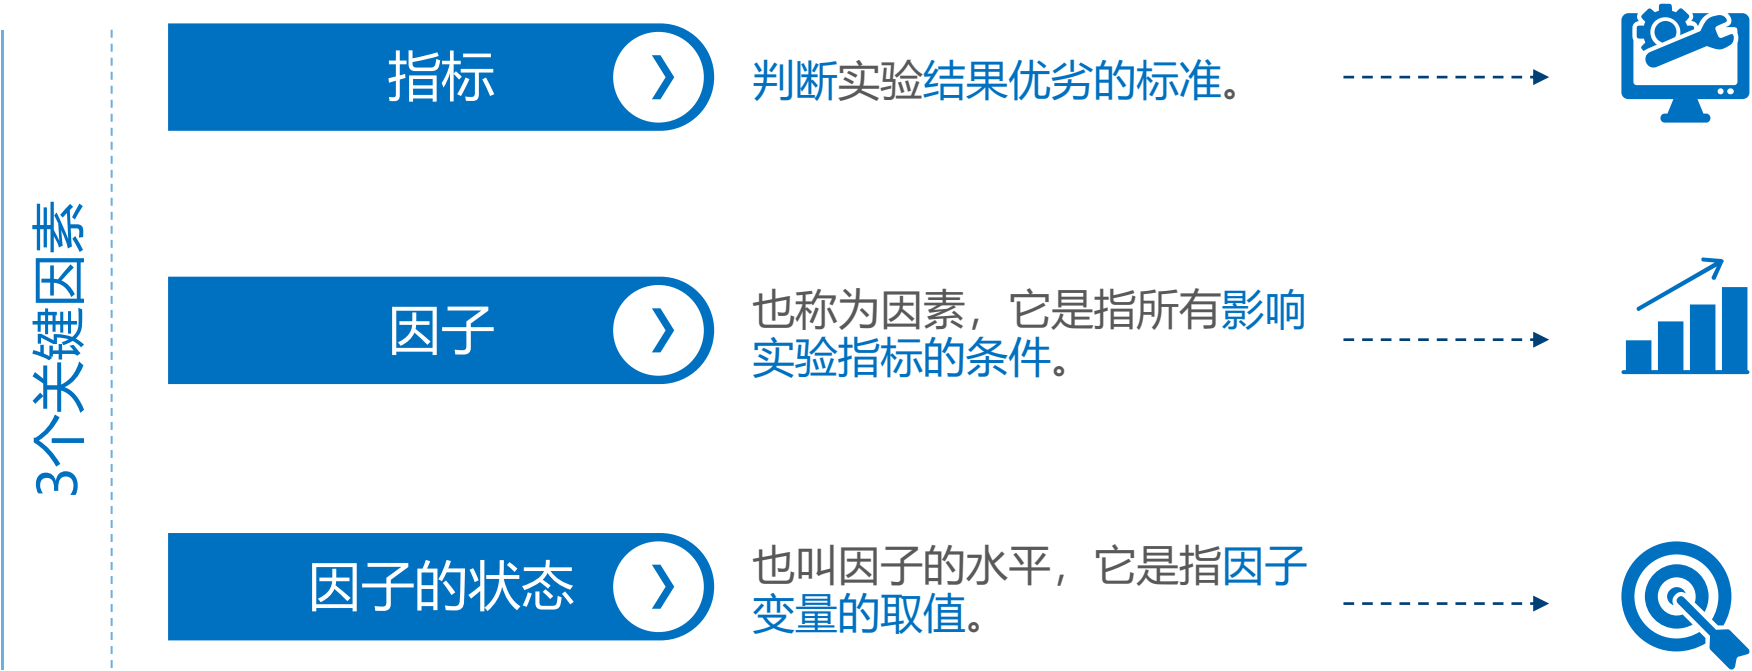 3个关键因素
指标
判断实验结果优劣的标准。
因子
也称为因素，它是指所有影响
实验指标的条件。
因子的状态
也叫因子的水平，它是指因子
变量的取值。